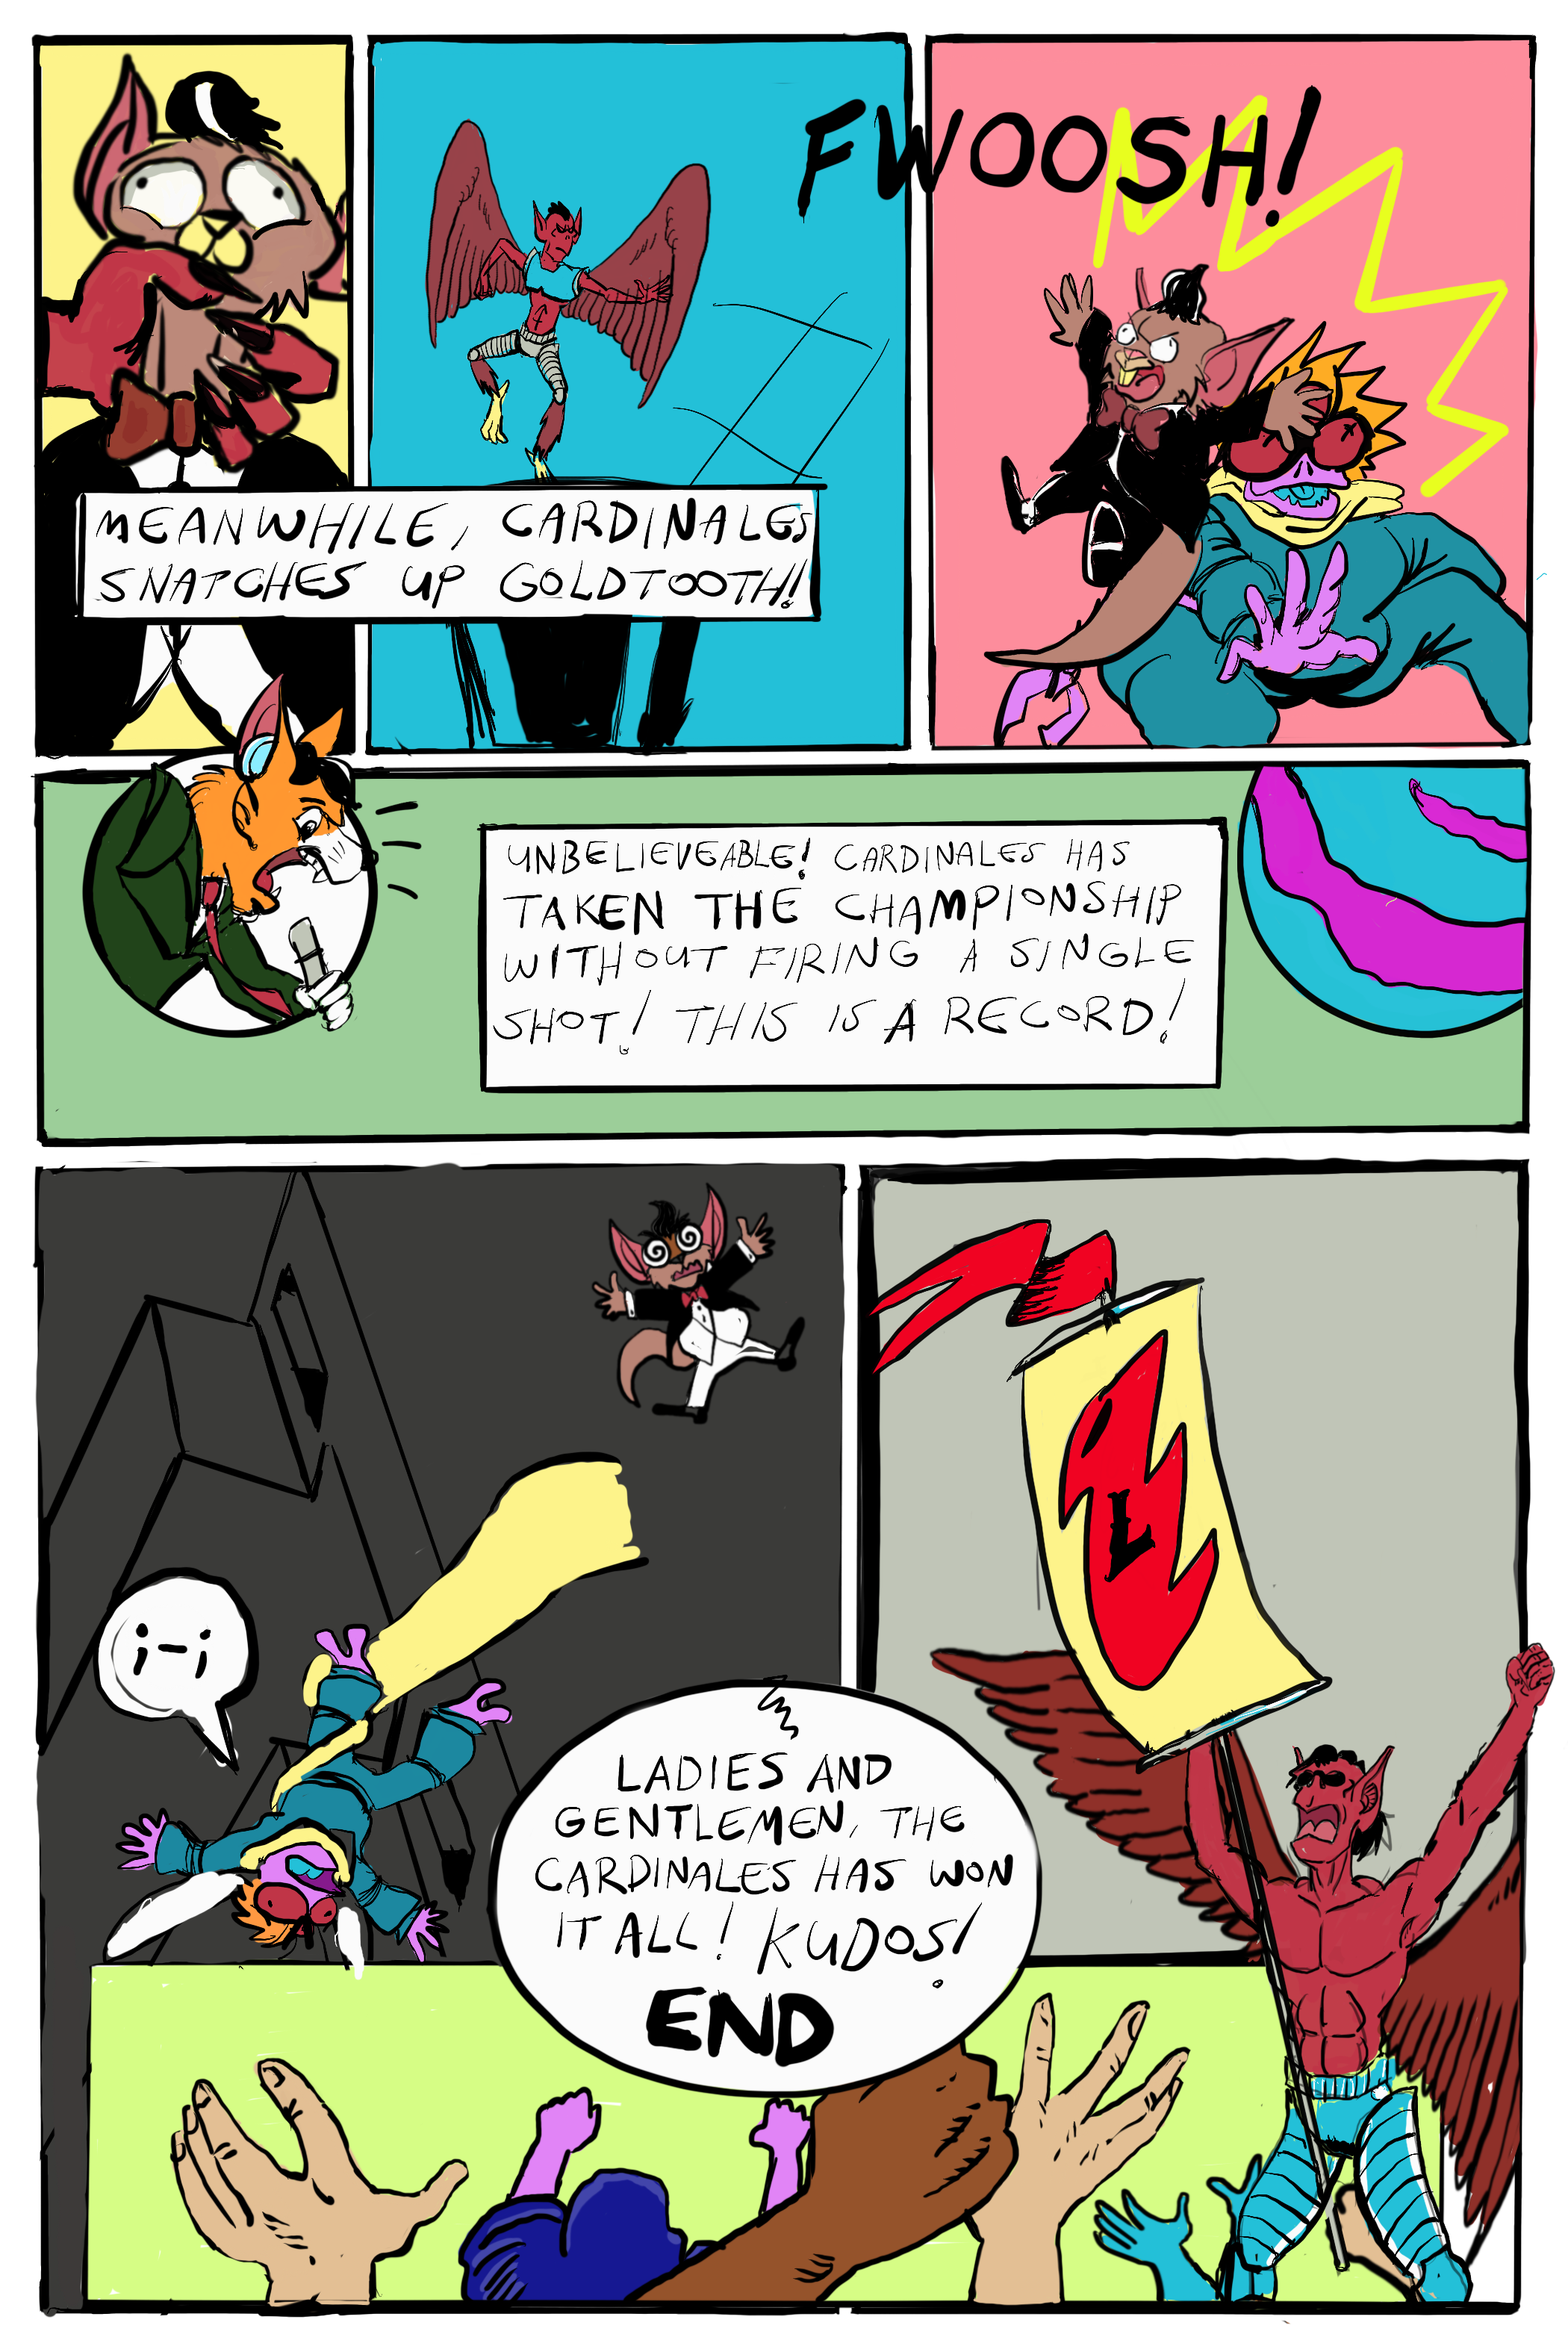 FWOOSH!
MEANWHILE, CARDINALES
SNATCHES UP GOLDTOOTH!
UNBELIEVEABLE! CARDINALES HAS
TAKEN THE CHAMPIONSHIP
WITHOUT FIRING A SINGLE
SHOT! THIS IS A RECORD!
;-;
L
LADIES AND
GENTLEMEN, THE
CARDINALES HAS WON
IT ALL! KUDOS!
END